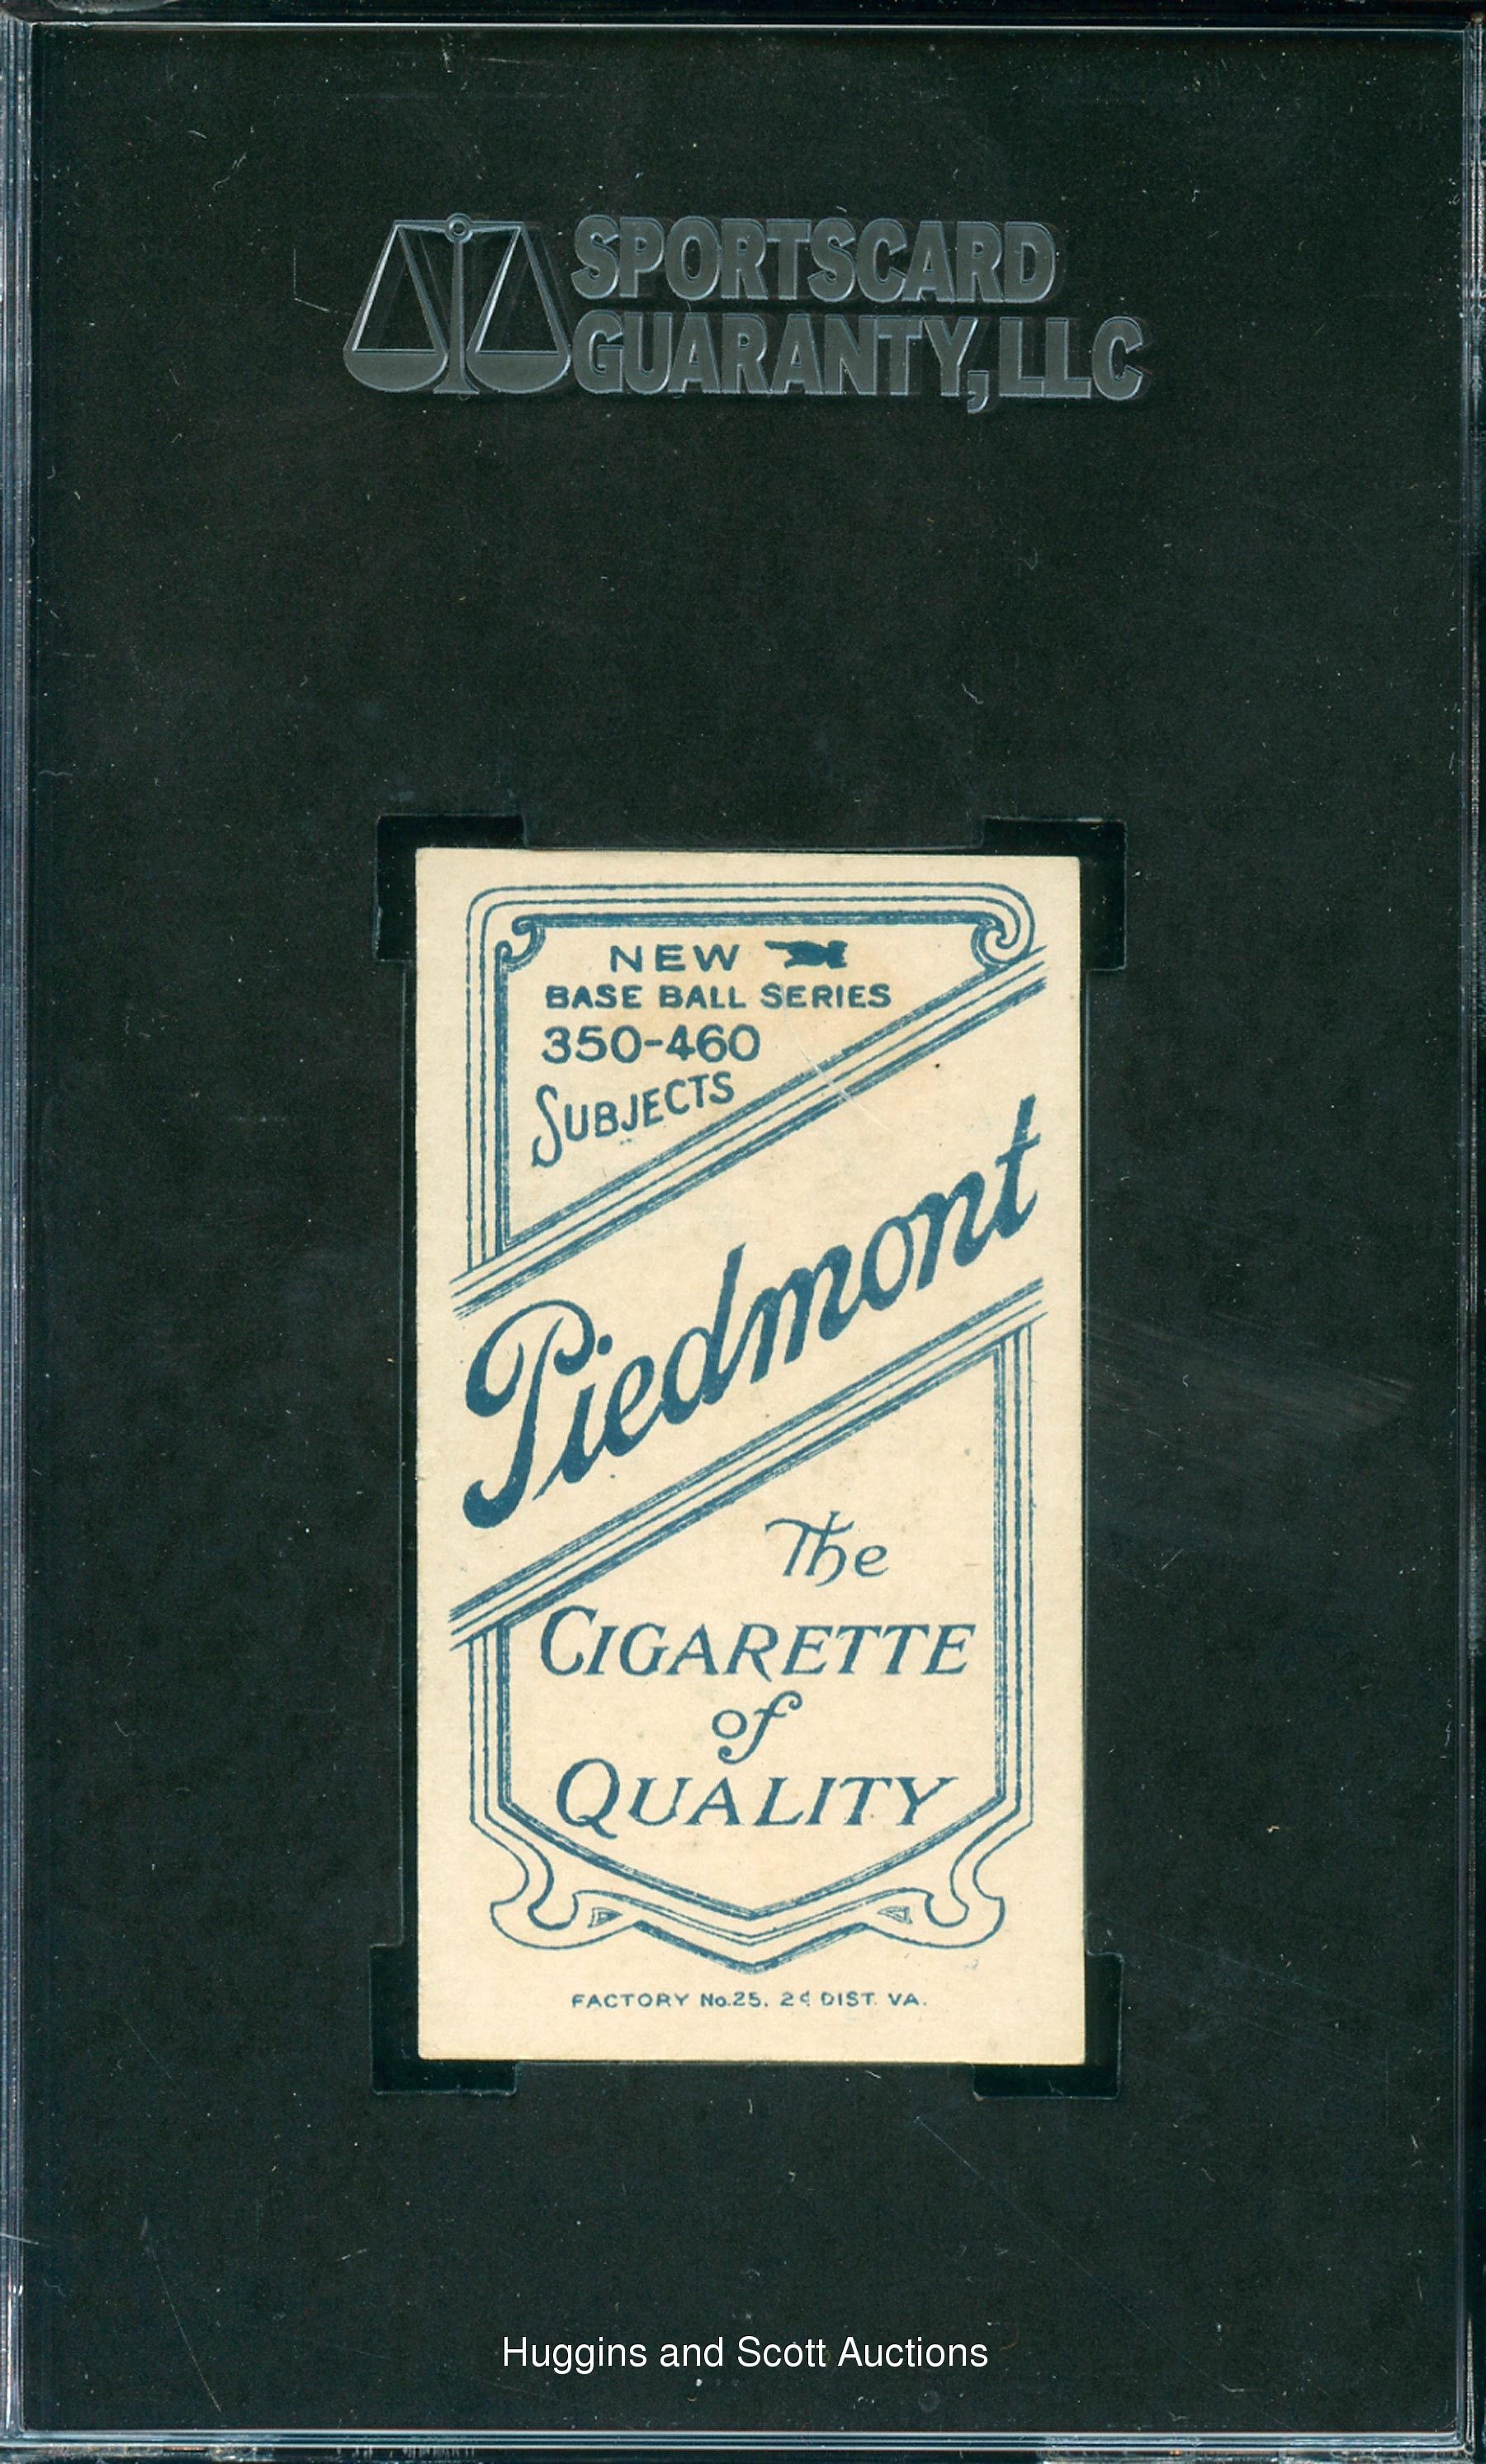 SPORTSCARD
GUARANTY, LLC
NEW
BASE BALL SERIES
350-460
SUBJECTS
Piedmont
The
CIGARETTE
of
QUALITY
FACTORY No.25, 2d DIST. VA.
Huggins and Scott Auctions